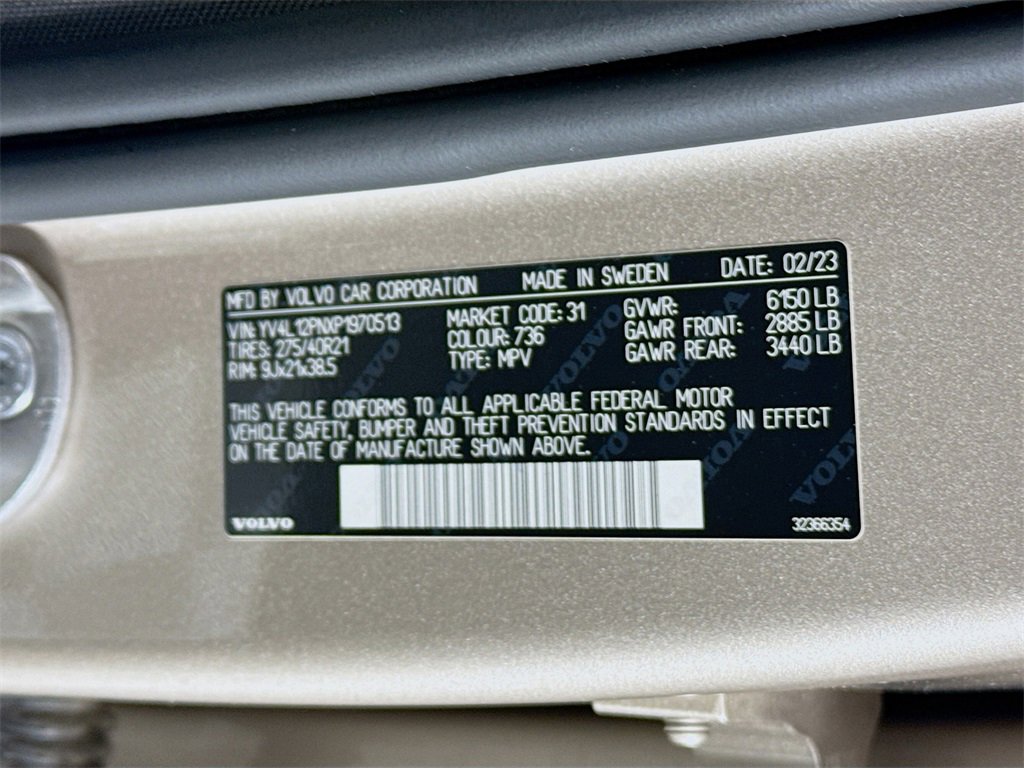 MFD BY VOLVO CAR CORPORATION MADE IN SWEDEN DATE: 02/23
VIN: YV4L12PNXP1970513 MARKET CODE: 31 GVWR: 6150 LB
TIRES: 275/40R21 COLOUR: 736 GAWR FRONT: 2885 LB
RIM: 9Jx21x38.5 TYPE: MPV GAWR REAR: 3440 LB
THIS VEHICLE CONFORMS TO ALL APPLICABLE FEDERAL MOTOR
VEHICLE SAFETY, BUMPER AND THEFT PREVENTION STANDARDS IN EFFECT
ON THE DATE OF MANUFACTURE SHOWN ABOVE.
VOLVO 32366354